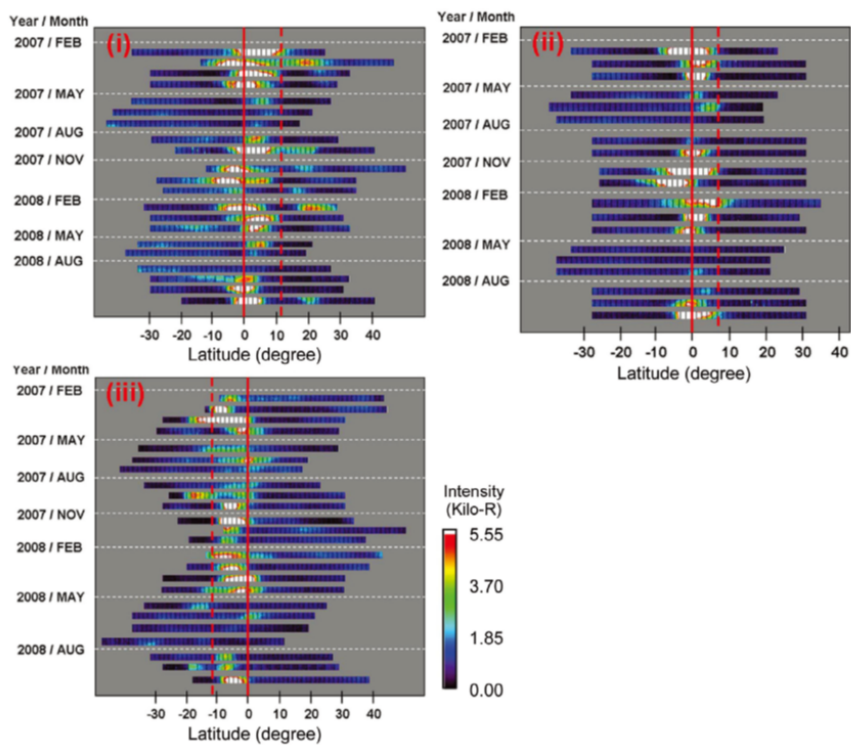 Year / Month
(i)
2007 / FEB
2007 / MAY
2007 / AUG
2007 / NOV
2008 / FEB
2008 / MAY
2008 / AUG
-30 -20 -10 0 10 20 30 40
Latitude (degree)
Year / Month
(ii)
2007 / FEB
2007 / MAY
2007 / AUG
2007 / NOV
2008 / FEB
2008 / MAY
2008 / AUG
-30 -20 -10 0 10 23 30 40
Latitude (degree)
Year / Month
(iii)
2007 / FEB
2007 / MAY
2007 / AUG
2007 / NOV
2008 / FEB
2008 / MAY
2008 / AUG
-30 -20 -10 0 10 20 30 40
Latitude (degree)
Intensity
(Kilo-R)
5.55
3.70
1.85
0.00